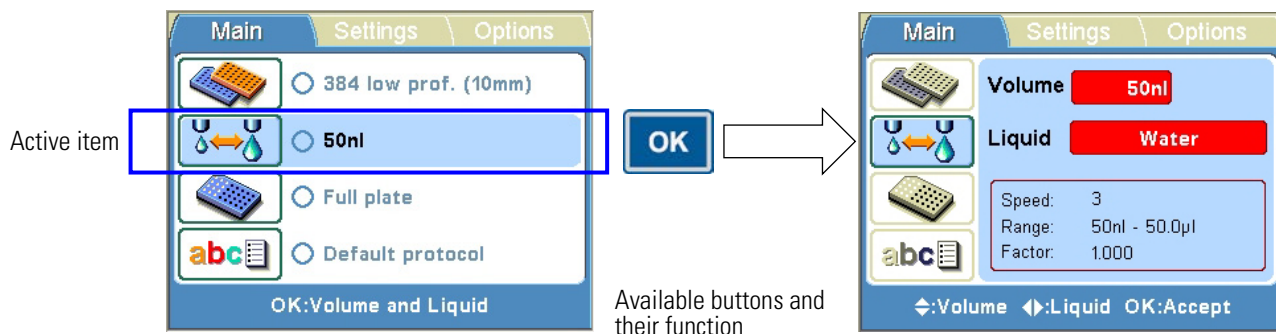 Main Settings Options
384 low prof. (10mm)
Active item
50nl
Full plate
abc Default protocol
OK:Volume and Liquid
OK
Available buttons and
their function
Main Settings Options
Volume 50nl
Liquid Water
Speed: 3
Range: 50nl - 50.0µl
Factor: 1.000
abc
:Volume :Liquid OK:Accept